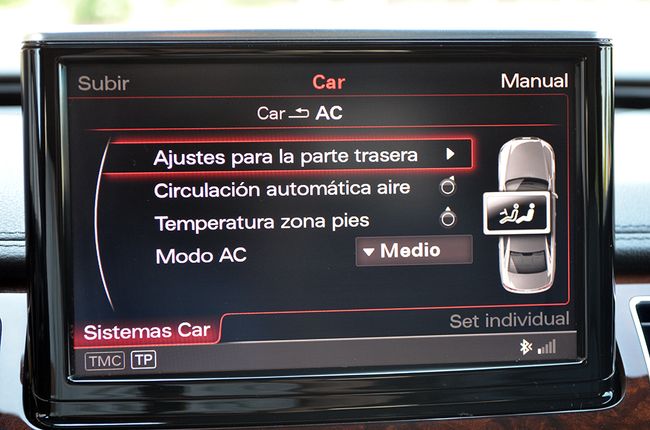 Subir Car Manual
Car AC
Ajustes para la parte trasera
Circulación automática aire
Temperatura zona pies
Modo AC Medio
Set individual
Sistemas Car
TMC TP